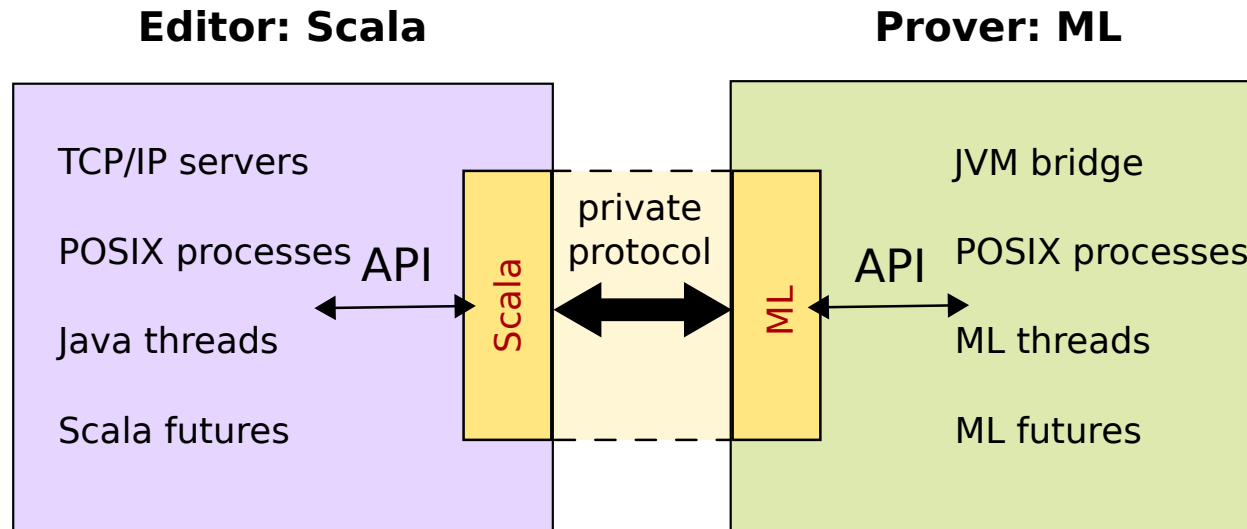 Editor: Scala
Prover: ML
TCP/IP servers
POSIX processes
Java threads
Scala futures
API
Scala
private
protocol
ML
API
JVM bridge
POSIX processes
ML threads
ML futures